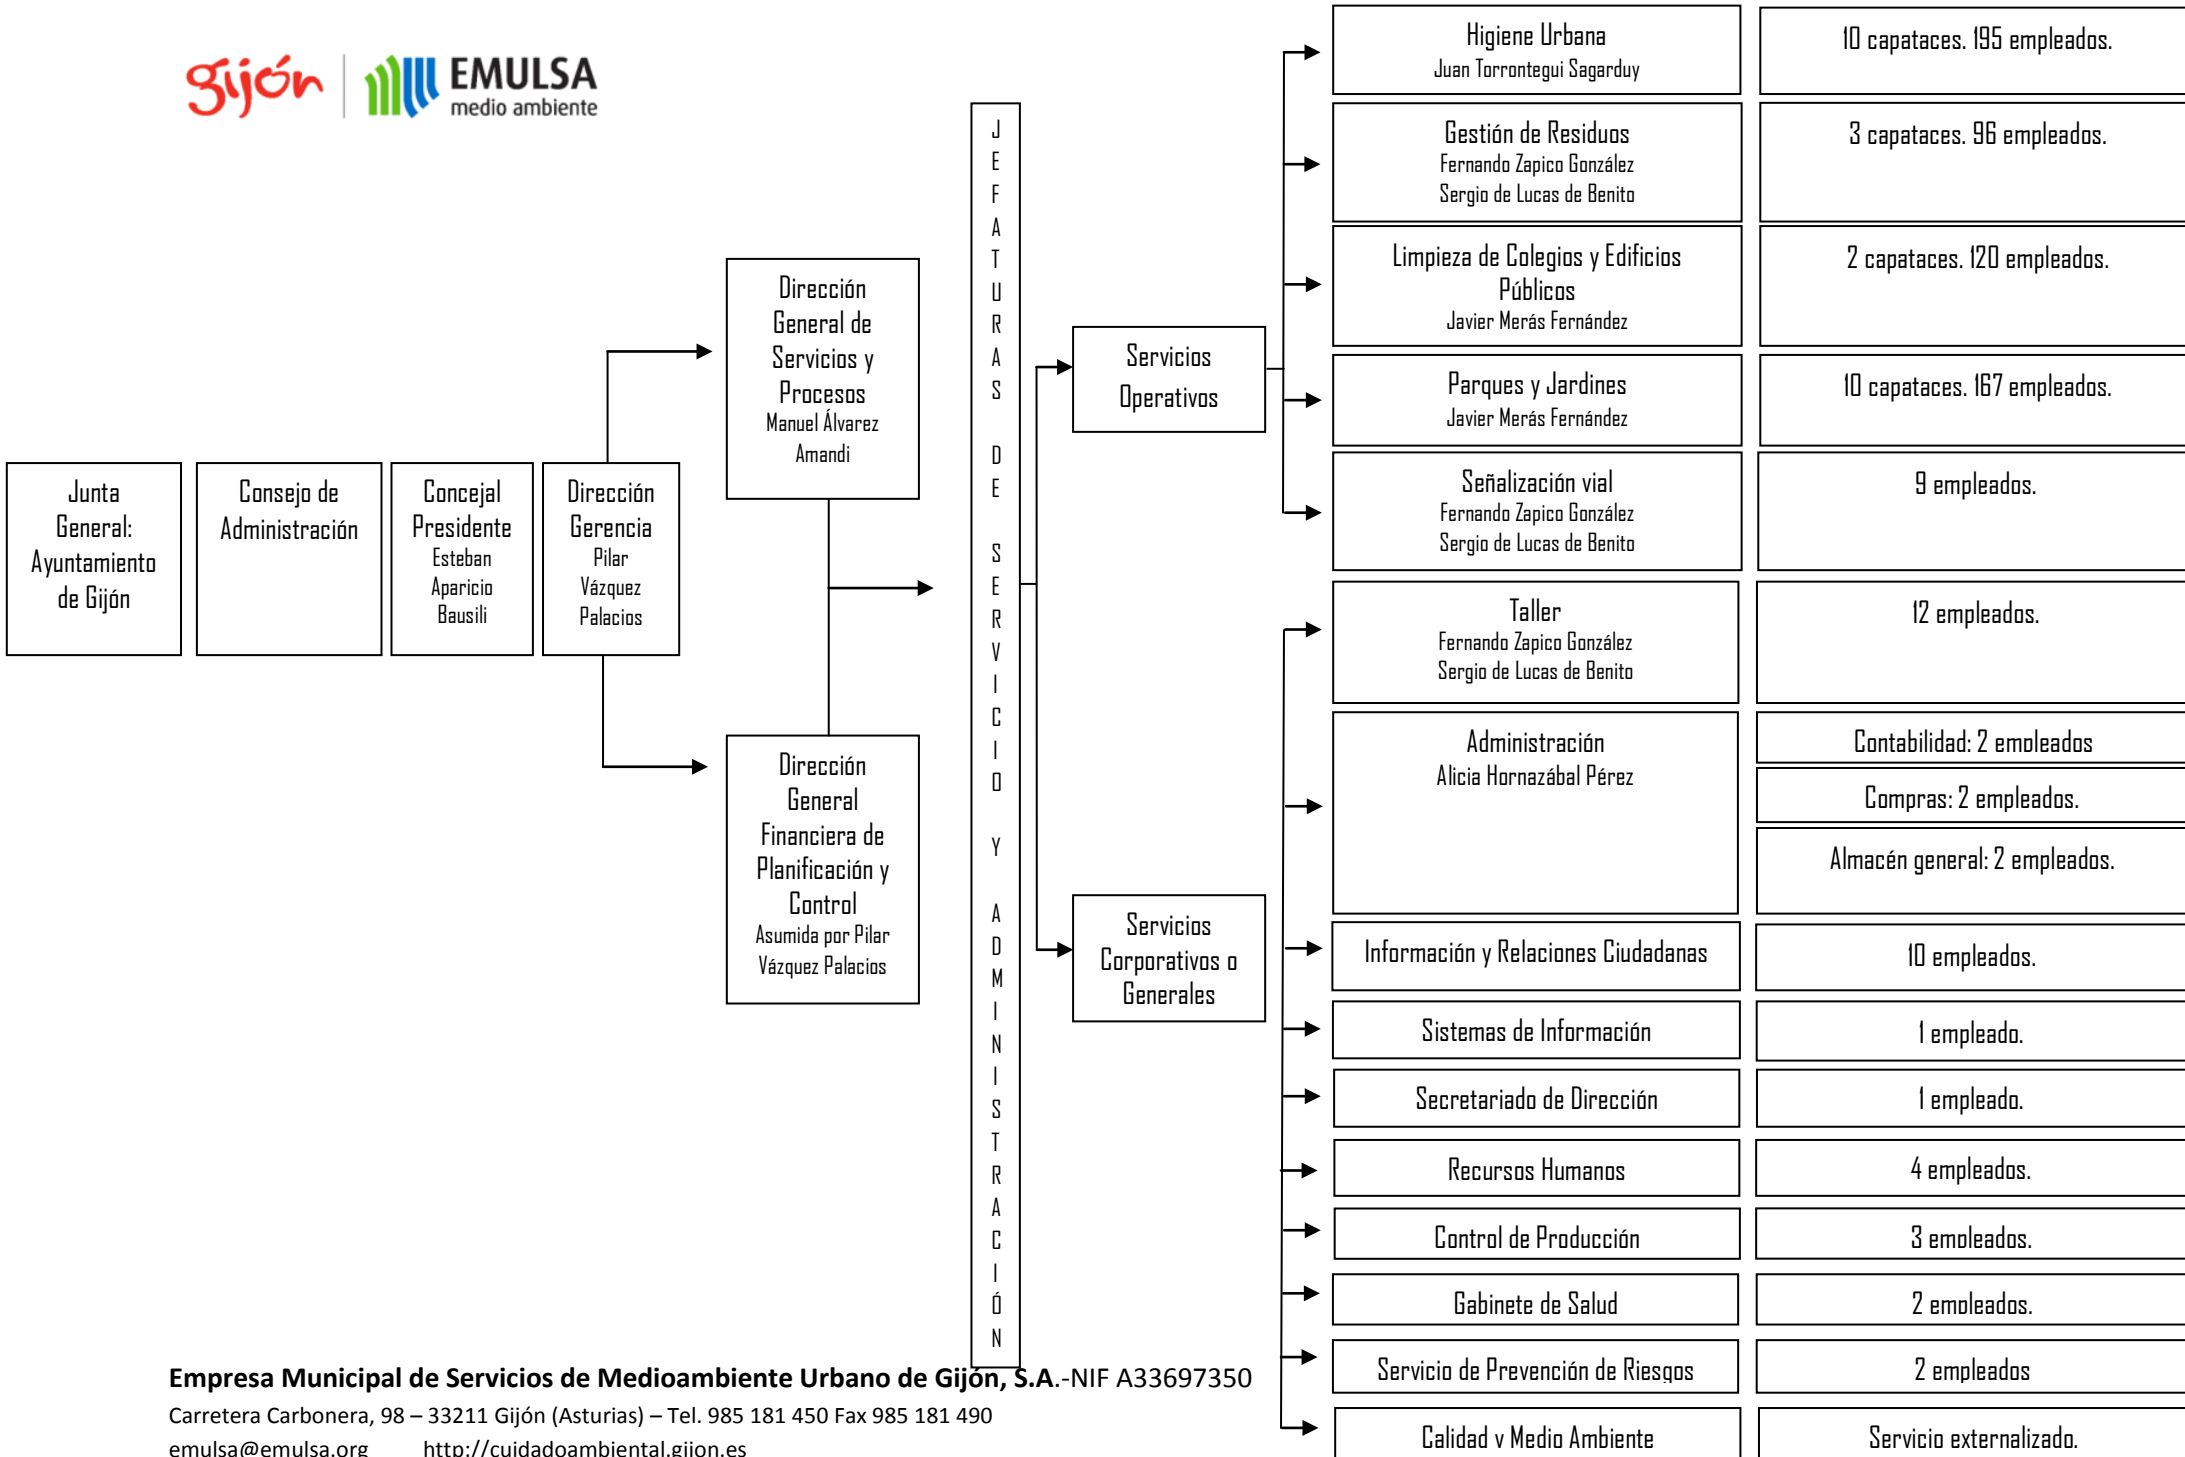 gijón
EMULSA
medio ambiente
Junta
General:
Ayuntamiento
de Gijón
Consejo de
Administración
Concejal
Presidente
Esteban
Aparicio
Bausili
Dirección
Gerencia
Pilar
Vázquez
Palacios
Dirección
General de
Servicios y
Procesos
Manuel Álvarez
Amandi
Dirección
General
Financiera de
Planificación y
Control
Asumida por Pilar
Vázquez Palacios
JEFATURAS DE SERVICIO Y ADMINISTRACIÓN
Servicios
Operativos
Servicios
Corporativos o
Generales
Higiene Urbana
Juan Torrontegui Sagarduy
10 capataces. 195 empleados.
Gestión de Residuos
Fernando Zapico González
Sergio de Lucas de Benito
3 capataces. 96 empleados.
Limpieza de Colegios y Edificios
Públicos
Javier Merás Fernández
2 capataces. 120 empleados.
Parques y Jardines
Javier Merás Fernández
10 capataces. 167 empleados.
Señalización vial
Fernando Zapico González
Sergio de Lucas de Benito
9 empleados.
Taller
Fernando Zapico González
Sergio de Lucas de Benito
12 empleados.
Administración
Alicia Hornazábal Pérez
Contabilidad: 2 empleados
Compras: 2 empleados.
Almacén general: 2 empleados.
Información y Relaciones Ciudadanas
10 empleados.
Sistemas de Información
1 empleado.
Secretariado de Dirección
1 empleado.
Recursos Humanos
4 empleados.
Control de Producción
3 empleados.
Gabinete de Salud
2 empleados.
Servicio de Prevención de Riesgos
2 empleados
Calidad y Medio Ambiente
Servicio externalizado.
Empresa Municipal de Servicios de Medioambiente Urbano de Gijón, S.A.-NIF A33697350
Carretera Carbonera, 98 – 33211 Gijón (Asturias) – Tel. 985 181 450 Fax 985 181 490
emulsa@emulsa.org http://cuidadoambiental.gijon.es